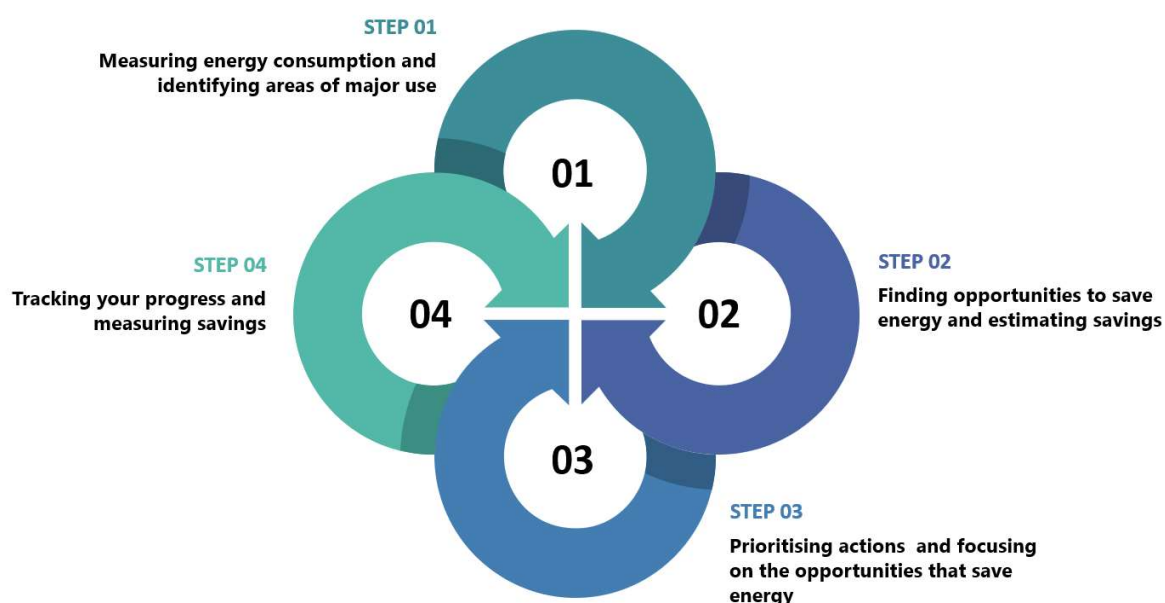 STEP 01
Measuring energy consumption and
identifying areas of major use
01
STEP 02
Finding opportunities to save
energy and estimating savings
02
STEP 03
Prioritising actions  and focusing
on the opportunities that save
energy
03
STEP 04
Tracking your progress and
measuring savings
04